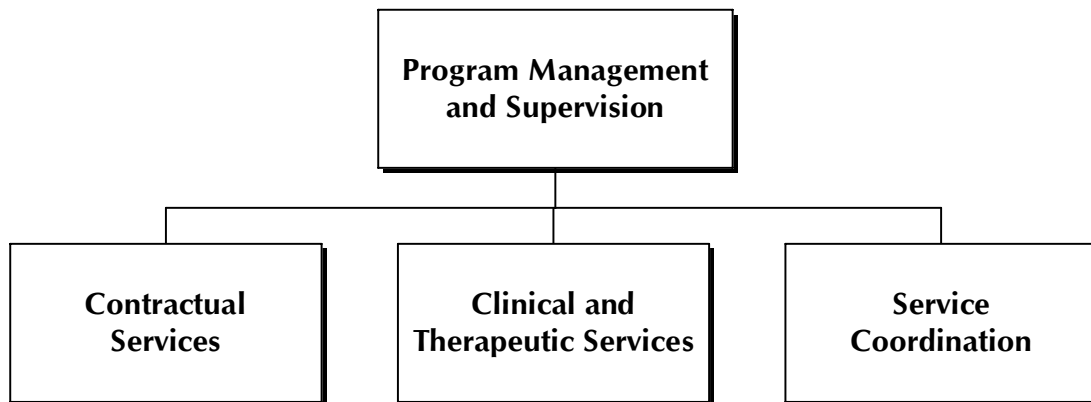 Program Management
and Supervision
Contractual
Services
Clinical and
Therapeutic Services
Service
Coordination